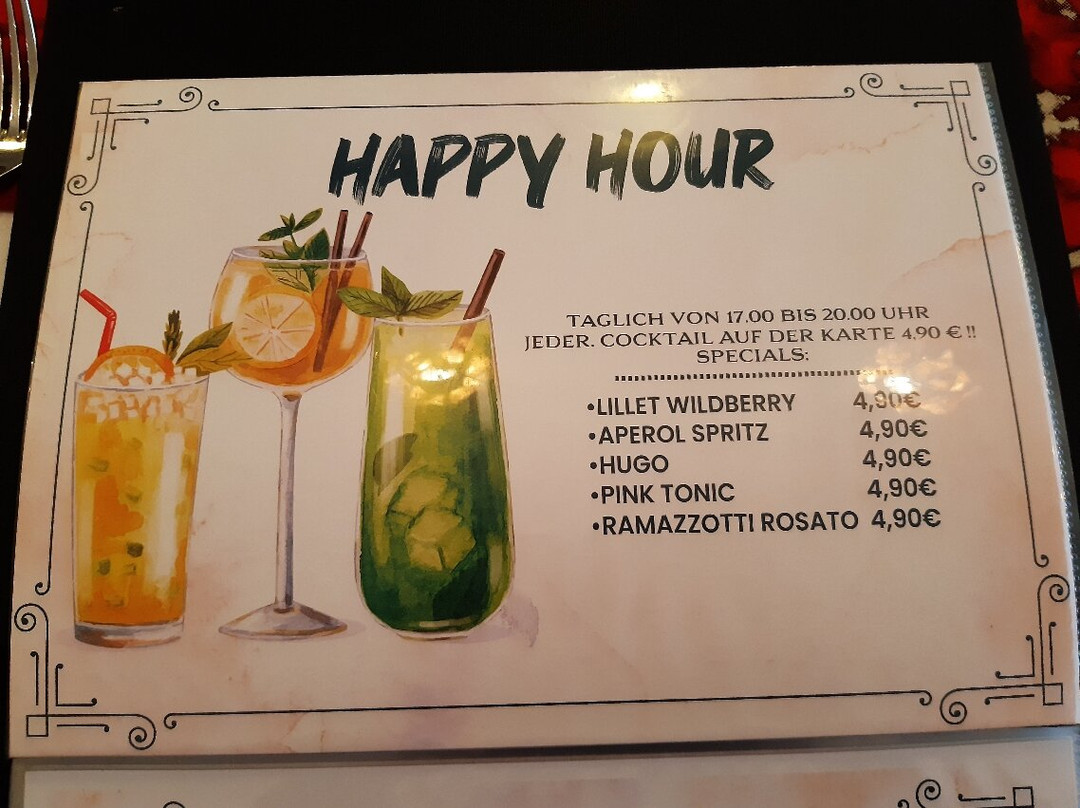 HAPPY HOUR
TAGLICH VON 17.00 BIS 20.00 UHR
JEDER. COCKTAIL AUF DER KARTE 4.90 € !!
SPECIALS:
•LILLET WILDBERRY 4,90€
•APEROL SPRITZ 4,90€
•HUGO 4,90€
•PINK TONIC 4,90€
•RAMAZZOTTI ROSATO 4,90€